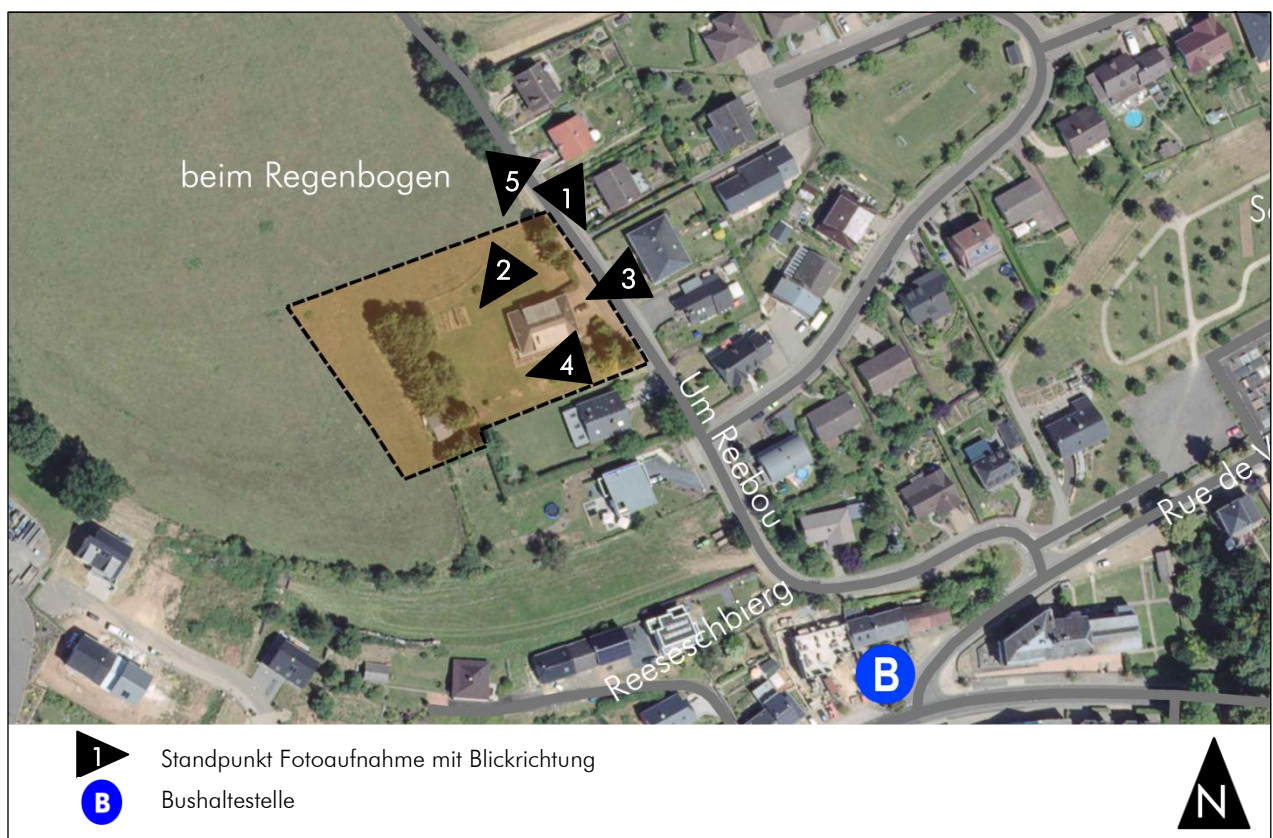 beim Regenbogen
5
1
2
3
4
Um Reebou
Rue de
Reeseschbierg
B
1 Standpunkt Fotoaufnahme mit Blickrichtung
B Bushaltestelle
N